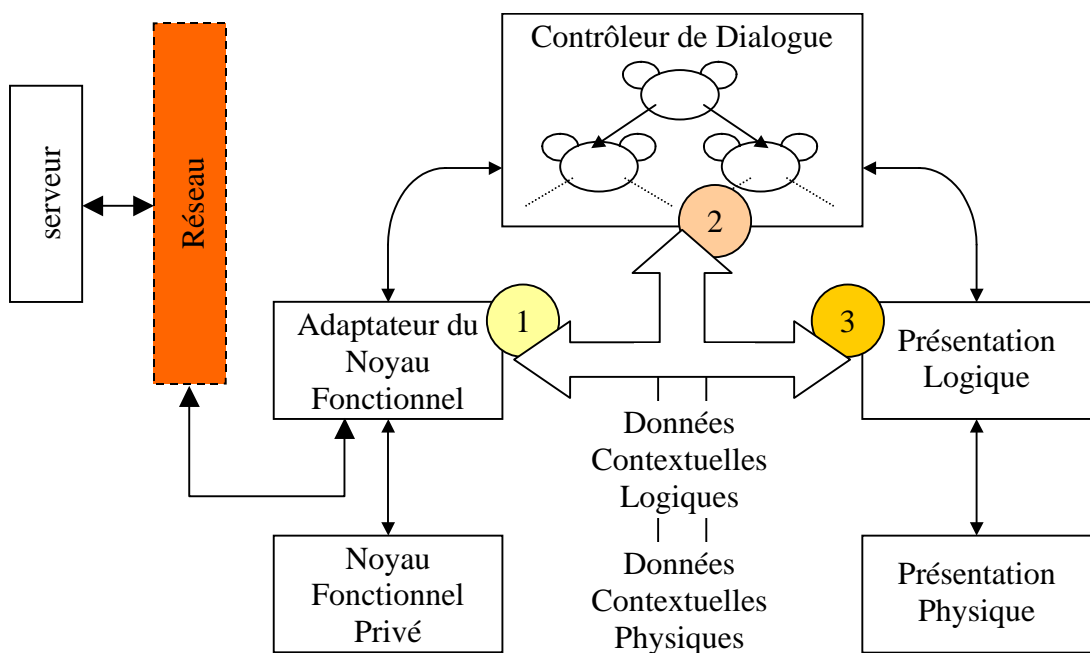 Contrôleur de Dialogue
serveur
Réseau
2
1
3
Adaptateur du
Noyau
Fonctionnel
Présentation
Logique
Données
Contextuelles
Logiques
Noyau
Fonctionnel
Privé
Données
Contextuelles
Physiques
Présentation
Physique